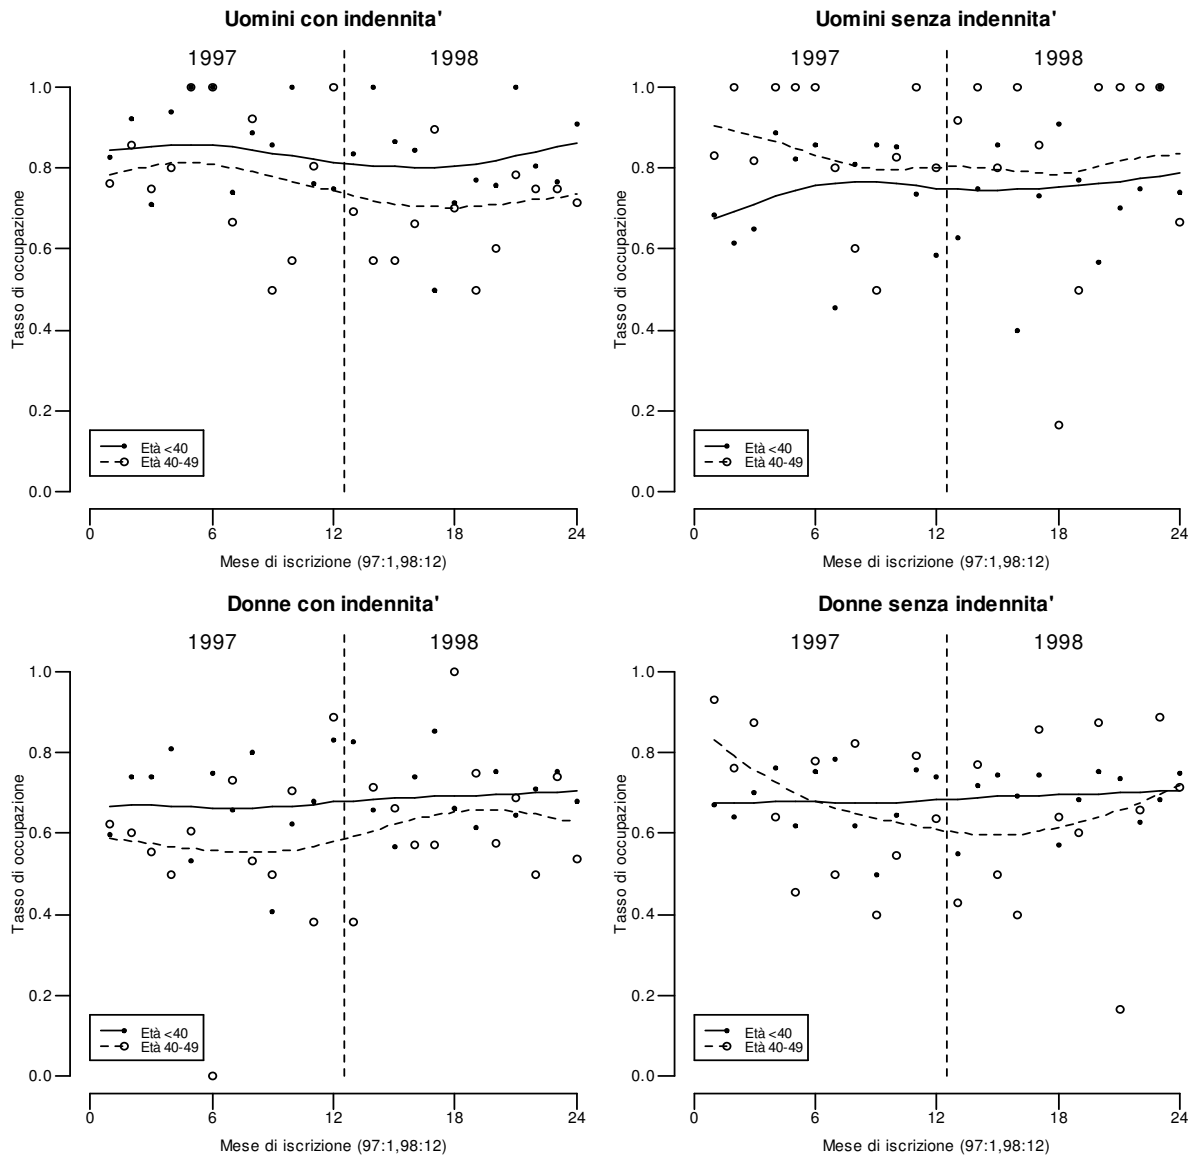 Uomini con indennita'
1997 1998
Tasso di occupazione
1.0
0.8
0.6
0.4
0.2
0.0
Età <40
Età 40-49
0 6 12 18 24
Mese di iscrizione (97:1,98:12)
Uomini senza indennita'
1997 1998
Tasso di occupazione
1.0
0.8
0.6
0.4
0.2
0.0
Età <40
Età 40-49
0 6 12 18 24
Mese di iscrizione (97:1,98:12)
Donne con indennita'
1997 1998
Tasso di occupazione
1.0
0.8
0.6
0.4
0.2
0.0
Età <40
Età 40-49
0 6 12 18 24
Mese di iscrizione (97:1,98:12)
Donne senza indennita'
1997 1998
Tasso di occupazione
1.0
0.8
0.6
0.4
0.2
0.0
Età <40
Età 40-49
0 6 12 18 24
Mese di iscrizione (97:1,98:12)